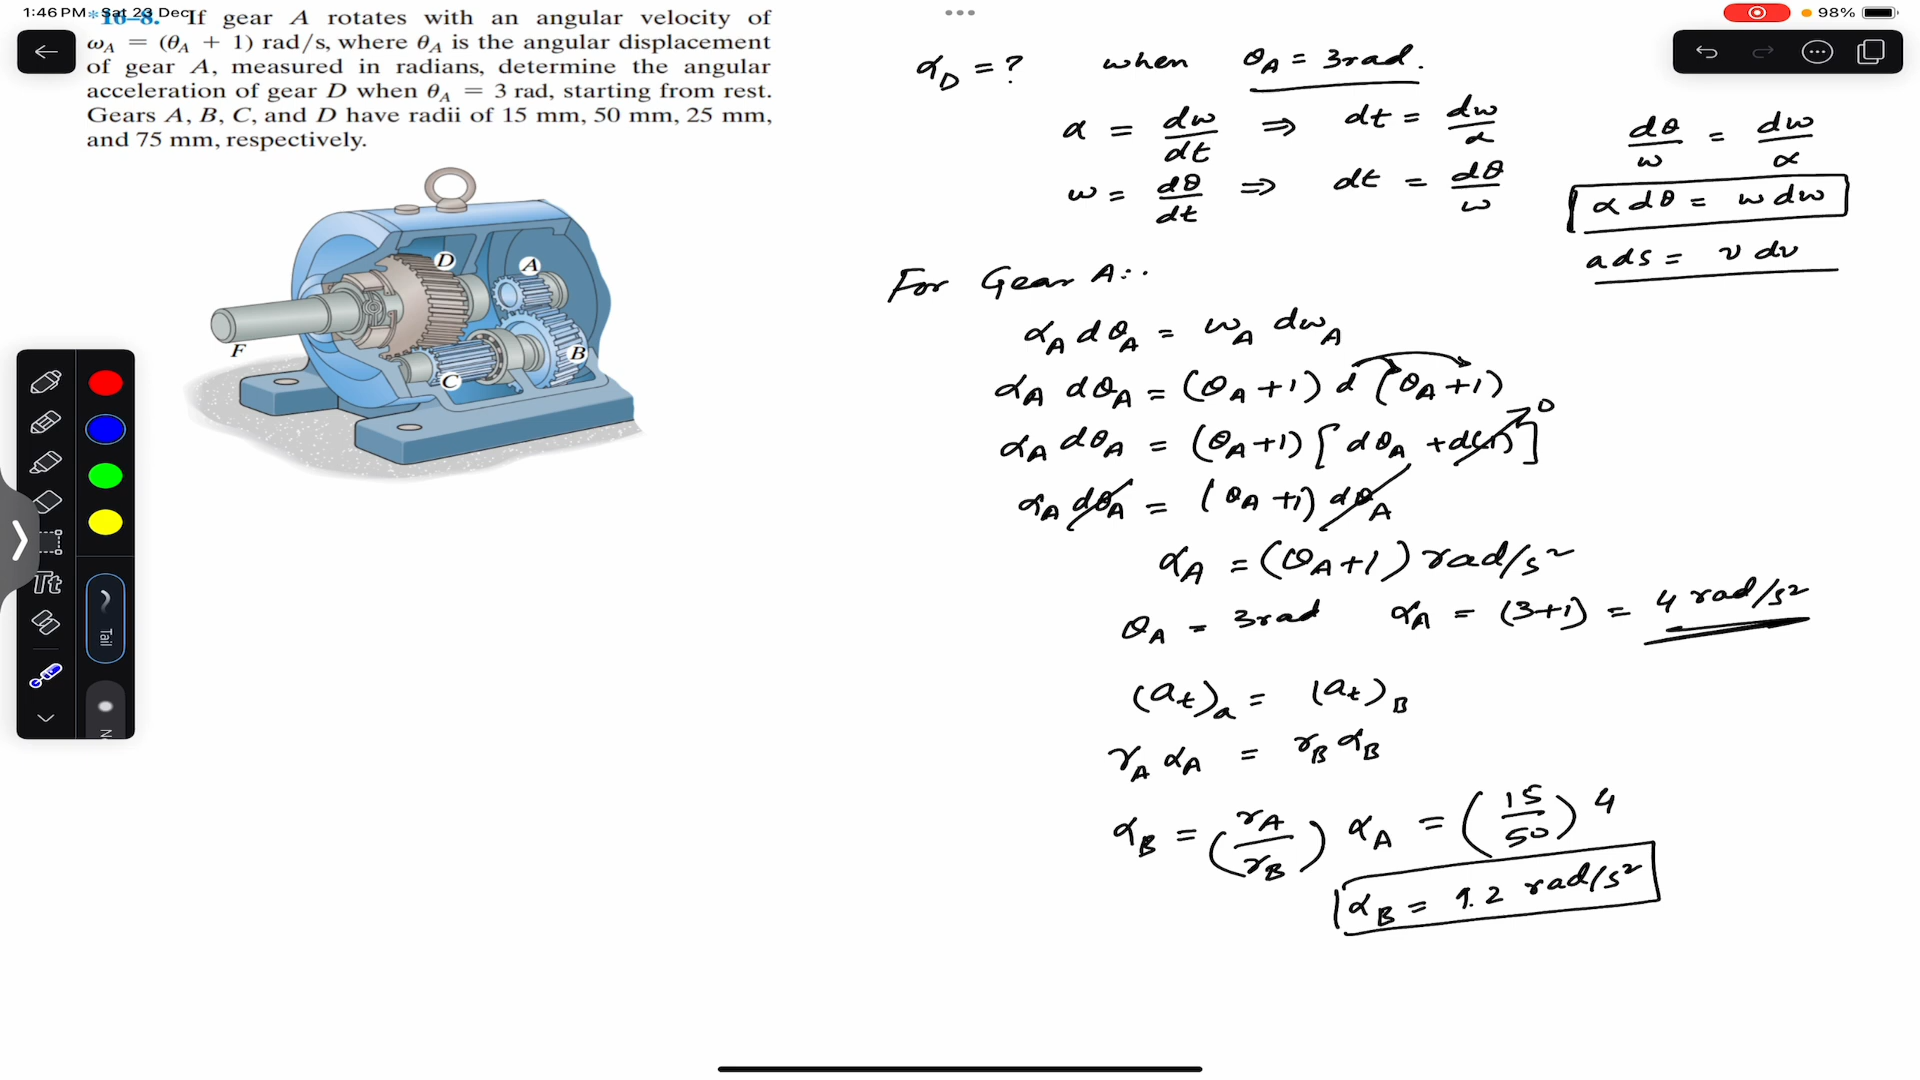 1:46 PM Sat 23 Dec
98%
*16–8. If gear A rotates with an angular velocity of
ωA = (θA + 1) rad/s, where θA is the angular displacement
of gear A, measured in radians, determine the angular
acceleration of gear D when θA = 3 rad, starting from rest.
Gears A, B, C, and D have radii of 15 mm, 50 mm, 25 mm,
and 75 mm, respectively.
D
A
F
B
C
Tt
Tail
N
αD = ? when θA = 3rad.
α = dω/dt ⇒ dt = dω/α
ω = dθ/dt ⇒ dt = dθ/ω
dθ/ω = dω/α
α dθ = ω dω
a ds = v dv
For Gear A:.
αA dθA = ωA dωA
αA dθA = (θA+1) d (θA+1)
αA dθA = (θA+1) [dθA + d(1)] 0
αA dθA = (θA+1) dθA
αA = (θA+1) rad/s²
θA = 3rad αA = (3+1) = 4 rad/s²
(at)a = (at)B
rA αA = rB αB
αB = (rA/rB) αA = (15/50) 4
αB = 1.2 rad/s²